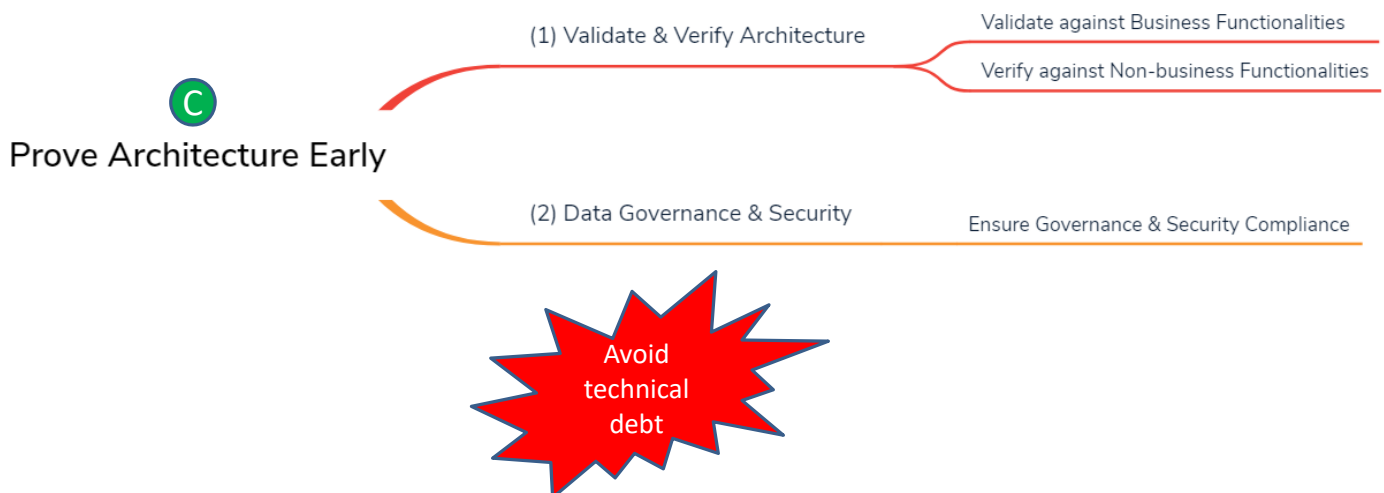 C
Prove Architecture Early
(1) Validate & Verify Architecture
Validate against Business Functionalities
Verify against Non-business Functionalities
(2) Data Governance & Security
Ensure Governance & Security Compliance
Avoid
technical
debt